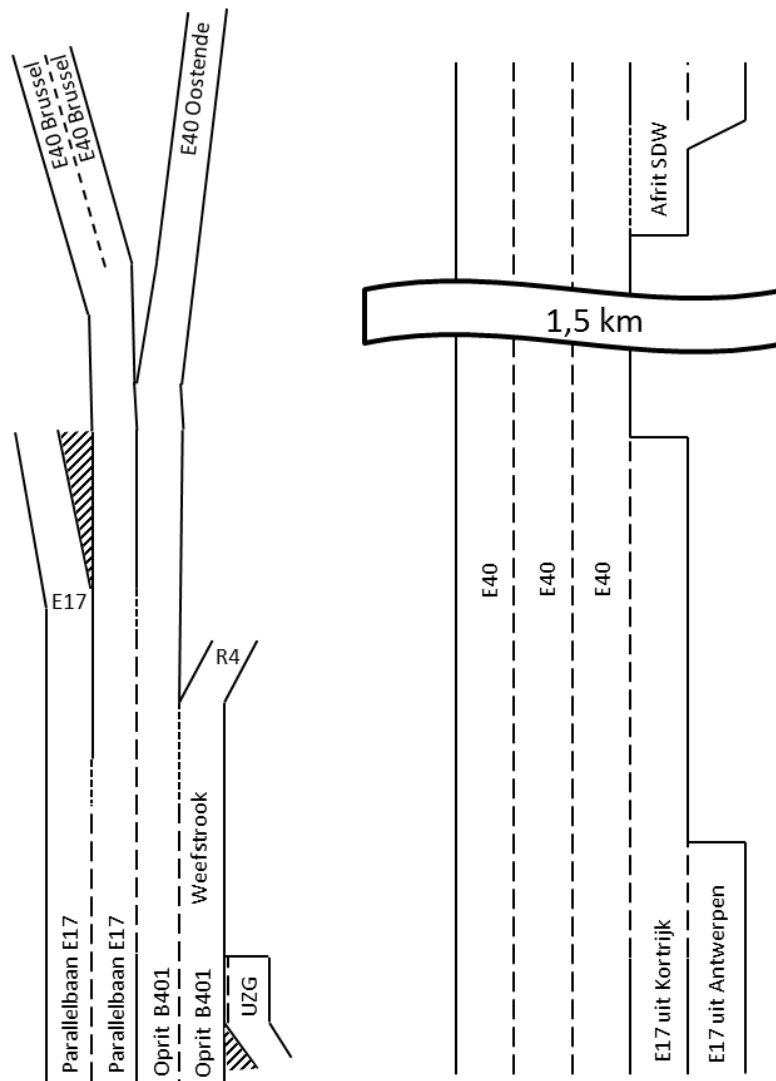 E40 Brussel
E40 Brussel
E40 Oostende
E17
R4
Weefstrook
Parallelbaan E17
Parallelbaan E17
Oprit B401
Oprit B401
UZG
Afrit SDW
1,5 km
E40
E40
E40
E17 uit Kortrijk
E17 uit Antwerpen